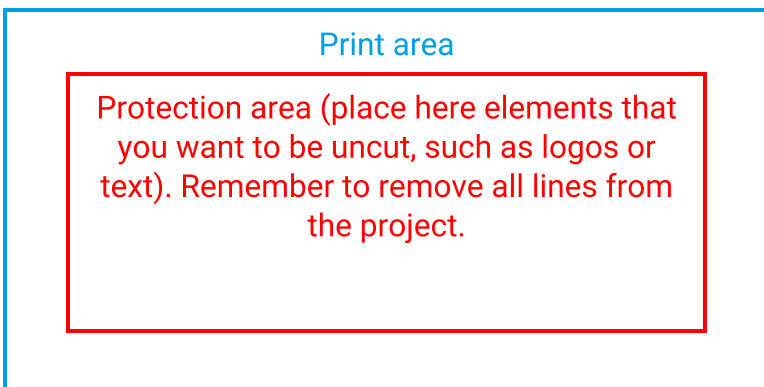 Print area
Protection area (place here elements that
you want to be uncut, such as logos or
text). Remember to remove all lines from
the project.